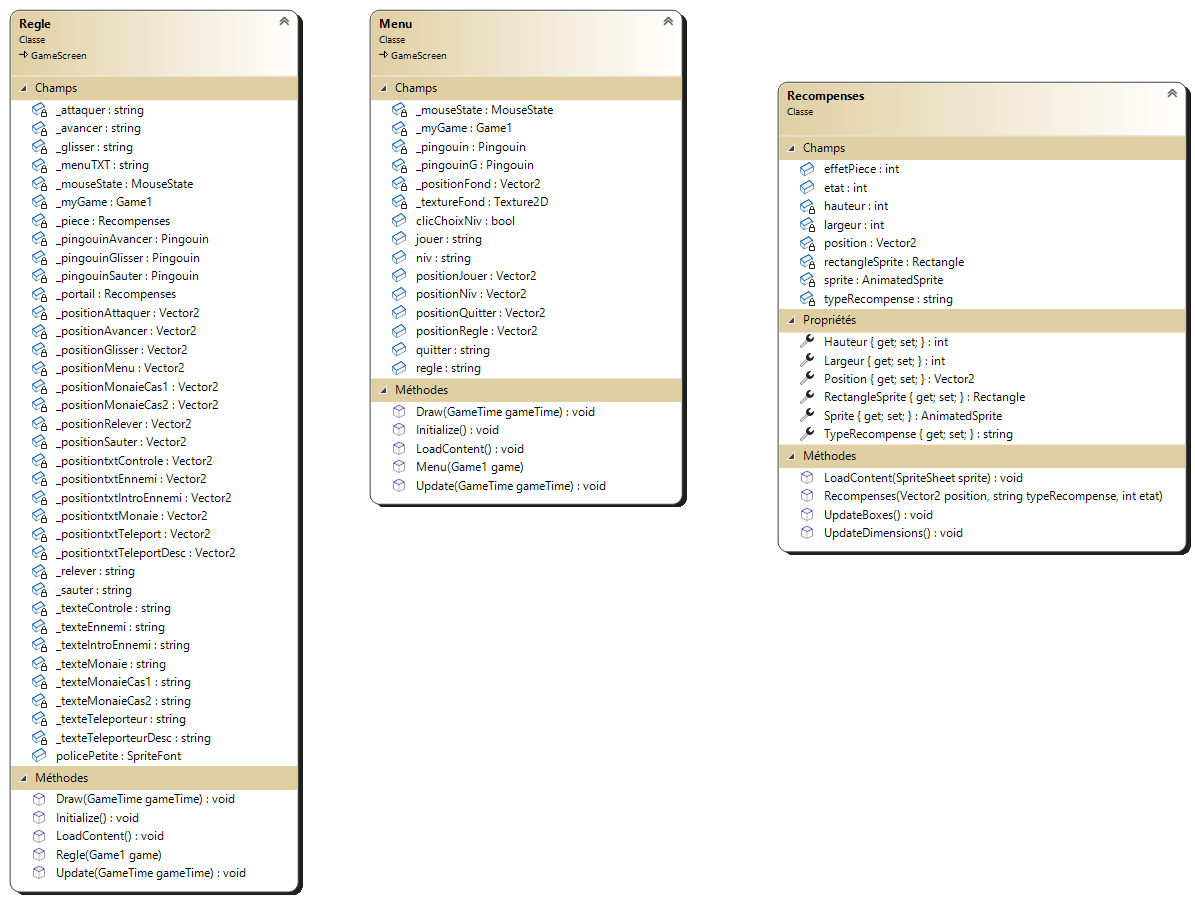 Regle
Classe
GameScreen
Champs
_attaquer : string
_avancer : string
_glisser : string
_menuTXT : string
_mouseState : MouseState
_myGame : Game1
_piece : Recompenses
_pingouinAvancer : Pingouin
_pingouinGlisser : Pingouin
_pingouinSauter : Pingouin
_portail : Recompenses
_positionAttaquer : Vector2
_positionAvancer : Vector2
_positionGlisser : Vector2
_positionMenu : Vector2
_positionMonaieCas1 : Vector2
_positionMonaieCas2 : Vector2
_positionRelever : Vector2
_positionSauter : Vector2
_positiontxtControle : Vector2
_positiontxtEnnemi : Vector2
_positiontxtIntroEnnemi : Vector2
_positiontxtMonaie : Vector2
_positiontxtTeleport : Vector2
_positiontxtTeleportDesc : Vector2
_relever : string
_sauter : string
_texteControle : string
_texteEnnemi : string
_texteIntroEnnemi : string
_texteMonaie : string
_texteMonaieCas1 : string
_texteMonaieCas2 : string
_texteTeleporteur : string
_texteTeleporteurDesc : string
policePetite : SpriteFont
Méthodes
Draw(GameTime gameTime) : void
Initialize() : void
LoadContent() : void
Regle(Game1 game)
Update(GameTime gameTime) : void
Menu
Classe
GameScreen
Champs
_mouseState : MouseState
_myGame : Game1
_pingouin : Pingouin
_pingouinG : Pingouin
_positionFond : Vector2
_textureFond : Texture2D
clicChoixNiv : bool
jouer : string
niv : string
positionJouer : Vector2
positionNiv : Vector2
positionQuitter : Vector2
positionRegle : Vector2
quitter : string
regle : string
Méthodes
Draw(GameTime gameTime) : void
Initialize() : void
LoadContent() : void
Menu(Game1 game)
Update(GameTime gameTime) : void
Recompenses
Classe
Champs
effetPiece : int
etat : int
hauteur : int
largeur : int
position : Vector2
rectangleSprite : Rectangle
sprite : AnimatedSprite
typeRecompense : string
Propriétés
Hauteur { get; set; } : int
Largeur { get; set; } : int
Position { get; set; } : Vector2
RectangleSprite { get; set; } : Rectangle
Sprite { get; set; } : AnimatedSprite
TypeRecompense { get; set; } : string
Méthodes
LoadContent(SpriteSheet sprite) : void
Recompenses(Vector2 position, string typeRecompense, int etat)
UpdateBoxes() : void
UpdateDimensions() : void